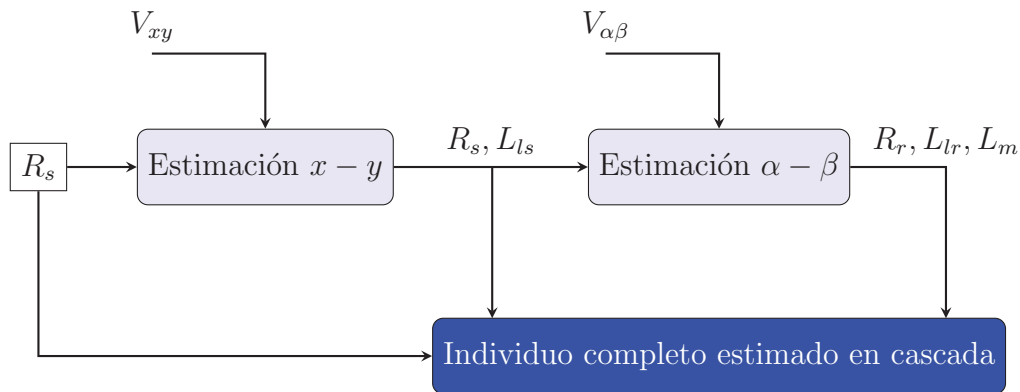 V_{xy}
V_{αβ}
R_s
Estimación x − y
R_s, L_{ls}
Estimación α − β
R_r, L_{lr}, L_m
Individuo completo estimado en cascada